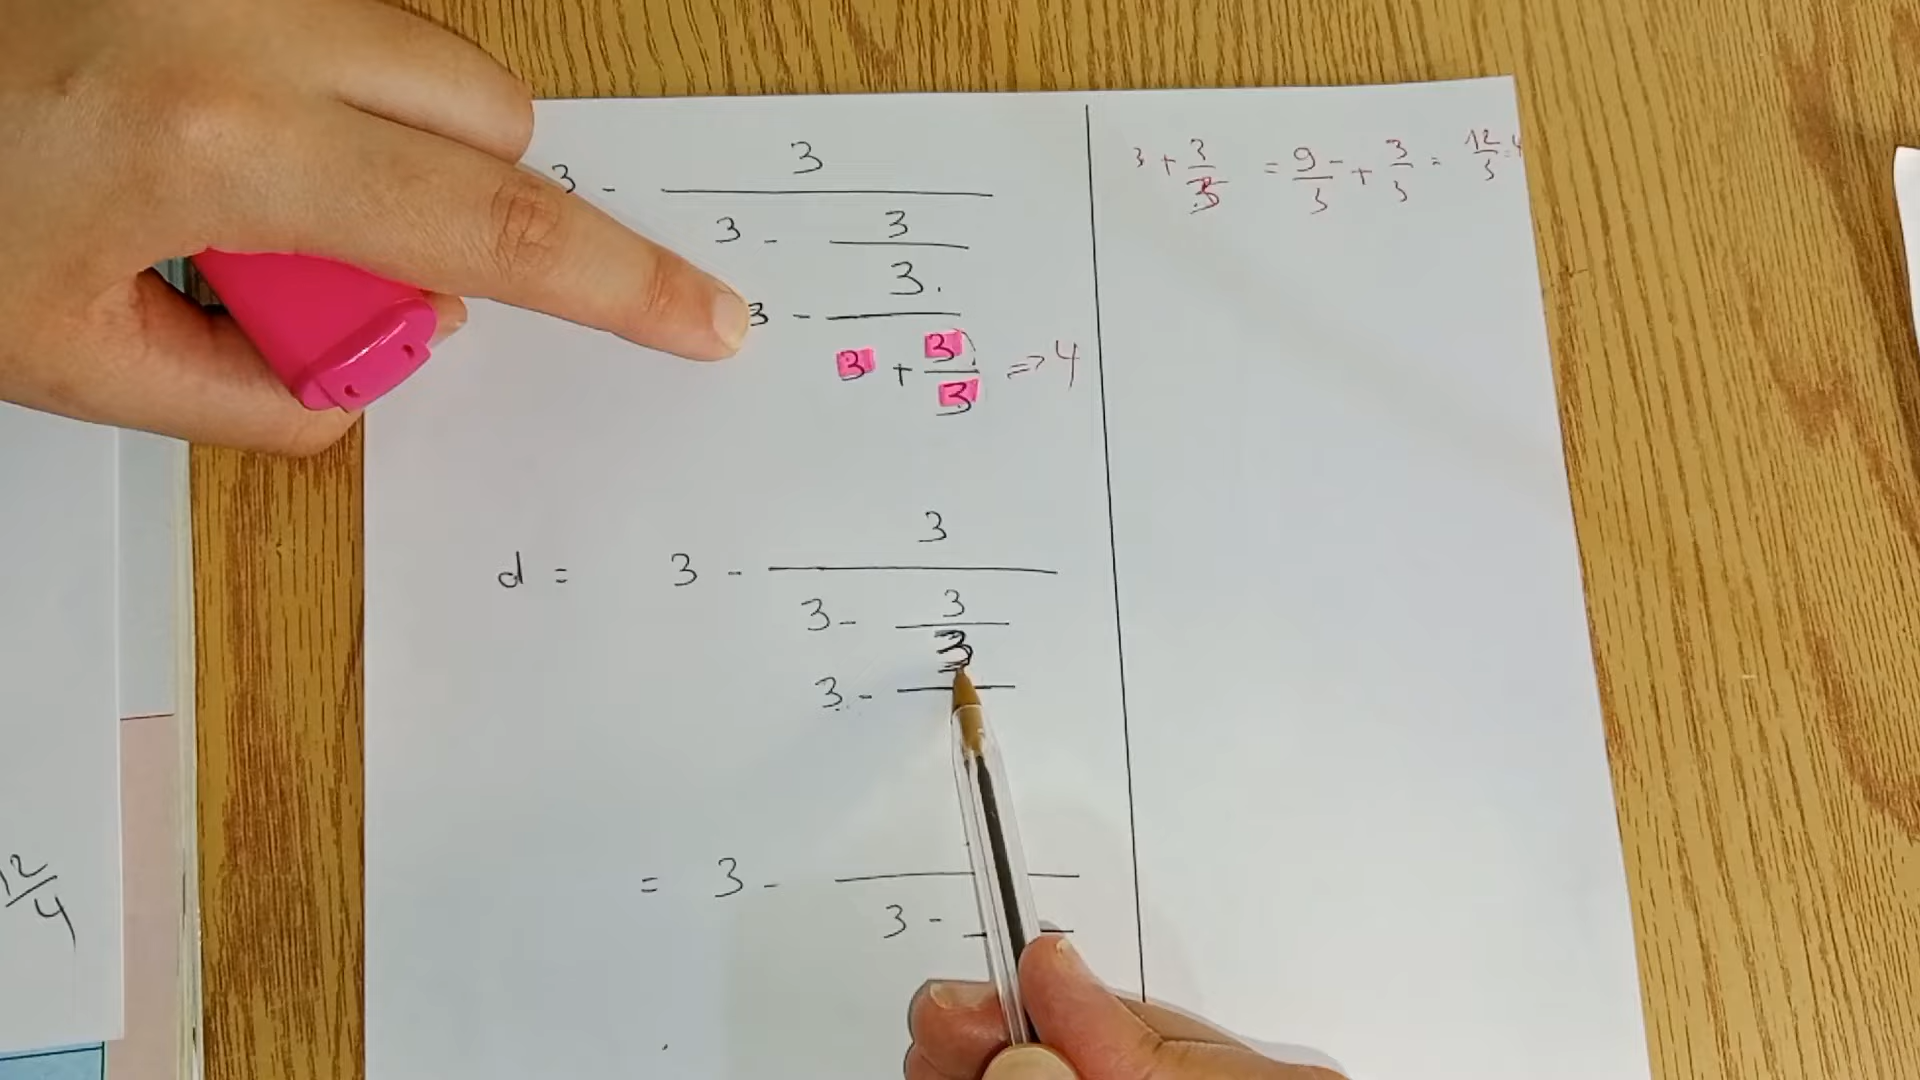 3 - 3
3 - 3
3.
3 -
3 + 3 => 4
3
3 + 3 = 9 + 3 = 12 = 4
3 3 3 3
d = 3 - 3
3 - 3
3
3 -
= 3 -
3 -
12
4